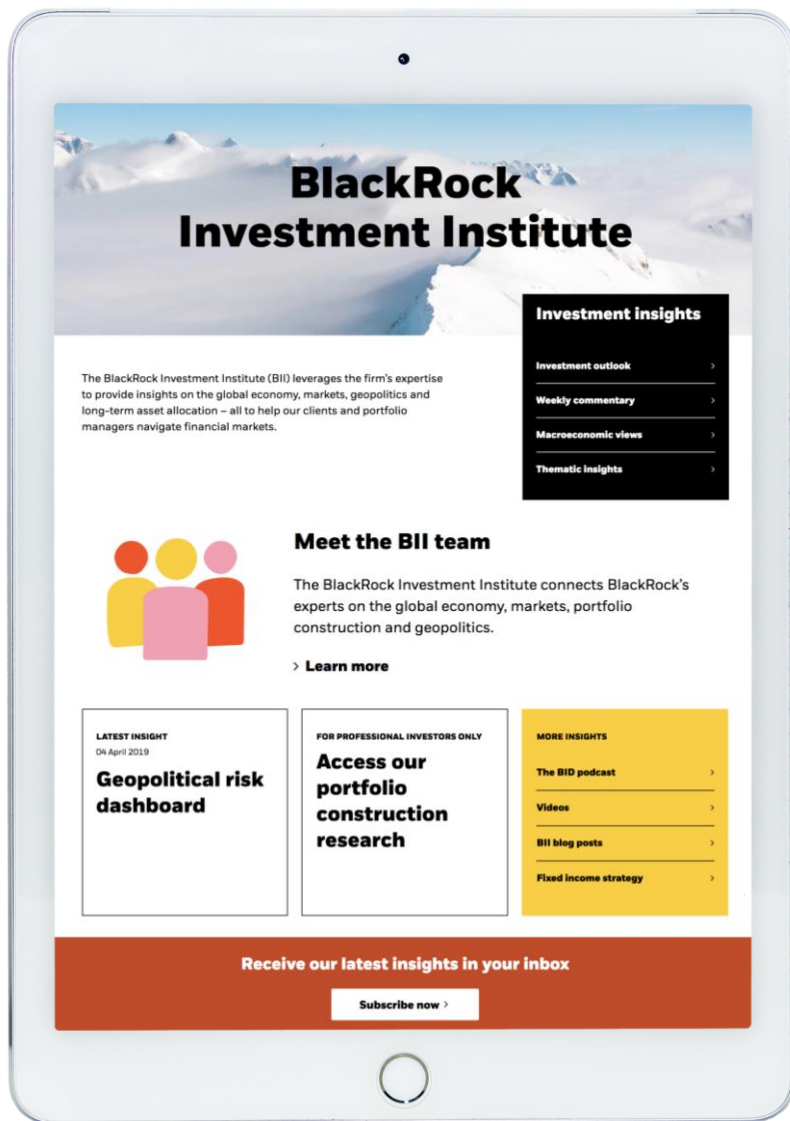 BlackRock
Investment Institute
Investment insights
Investment outlook
Weekly commentary
Macroeconomic views
Thematic insights
The BlackRock Investment Institute (BII) leverages the firm's expertise
to provide insights on the global economy, markets, geopolitics and
long-term asset allocation – all to help our clients and portfolio
managers navigate financial markets.
Meet the BII team
The BlackRock Investment Institute connects BlackRock's
experts on the global economy, markets, portfolio
construction and geopolitics.
Learn more
LATEST INSIGHT
04 April 2019
Geopolitical risk
dashboard
FOR PROFESSIONAL INVESTORS ONLY
Access our
portfolio
construction
research
MORE INSIGHTS
The BID podcast
Videos
BII blog posts
Fixed income strategy
Receive our latest insights in your inbox
Subscribe now